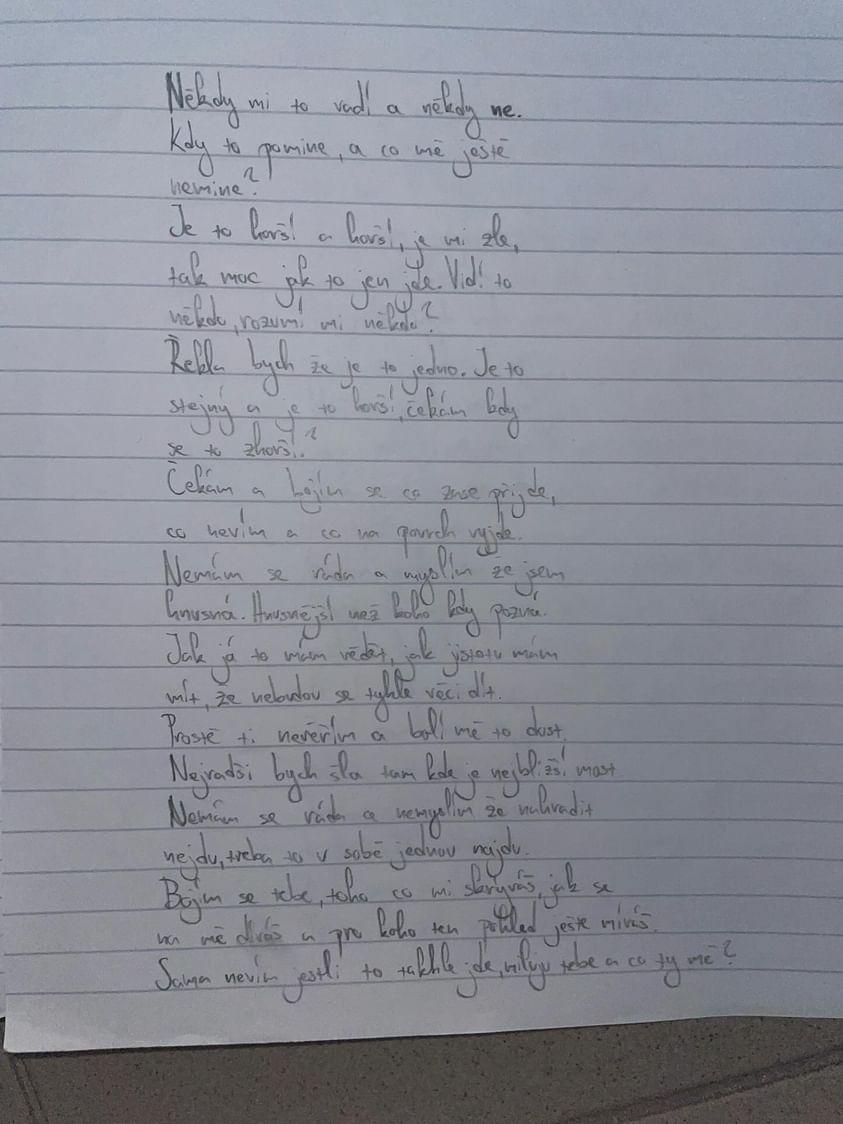 Někdy mi to vadí a někdy ne.
Kdy to pomine, a co mě ještě
nemine?
Je to horší a horší, je mi zle,
tak moc jak to jen jde. Vidí to
někdo, rozumí mi někdo?
Řekla bych že je to jedno. Je to
stejný a je to horší, čekám kdy
se to zhorší?
Čekám a bojím se co zase přijde,
co nevím a co na povrch vyjde.
Nemám se ráda a myslím že jsem
hnusná. Hnusnější než koho kdy pozná.
Jak já to mám vědět, jak jistotu mám
mít, že nebudou se tyhle věci dít.
Prostě ti nevěřím a bolí mě to dost.
Nejradši bych šla tam kde je nejbližší most
Nemám se ráda a nemyslím že nahradit
nejdu, třeba to v sobě jednou najdu.
Bojím se tebe, toho co mi skrýváš, jak se
na mě díváš a pro koho ten pohled ještě míváš.
Sama nevím jestli to takhle jde, miluju tebe a co ty mě?